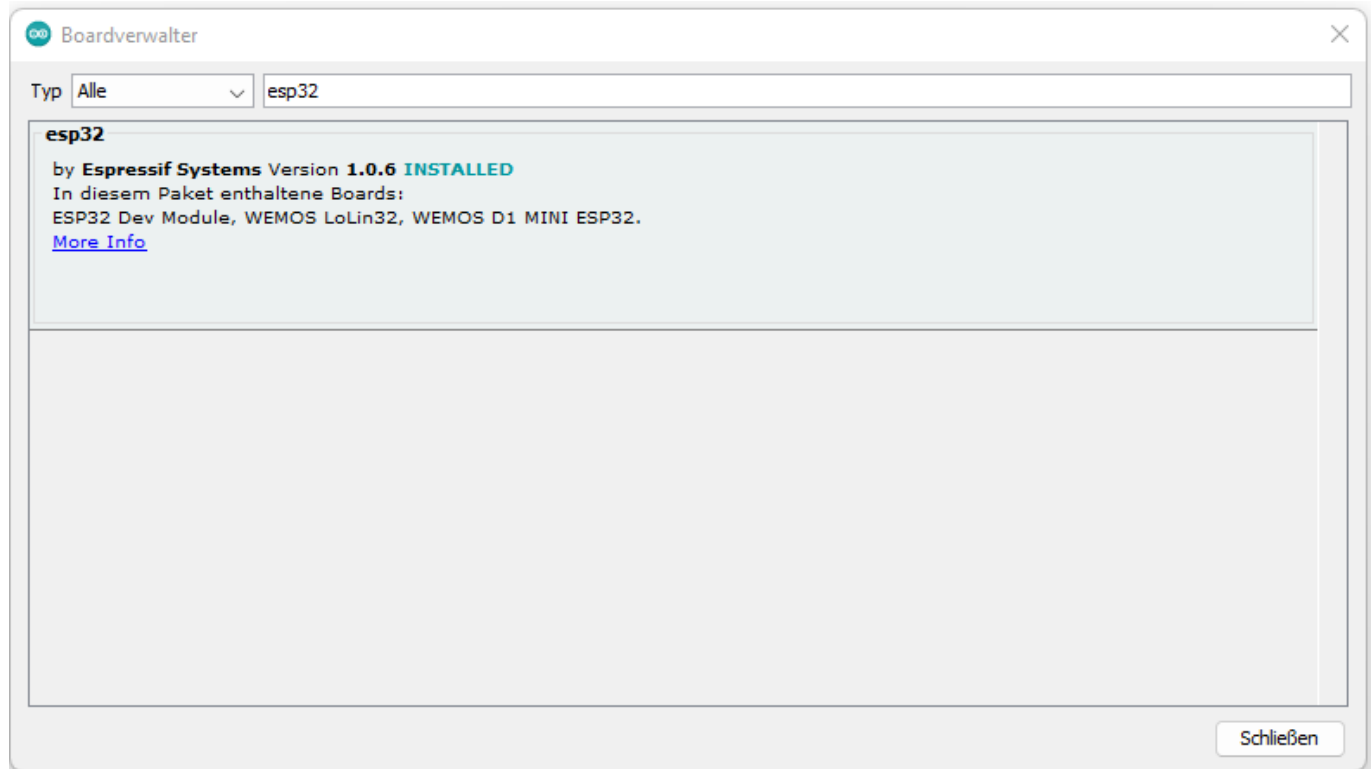 Boardverwalter
Typ Alle esp32
esp32
by Espressif Systems Version 1.0.6 INSTALLED
In diesem Paket enthaltene Boards:
ESP32 Dev Module, WEMOS LoLin32, WEMOS D1 MINI ESP32.
More Info
Schließen